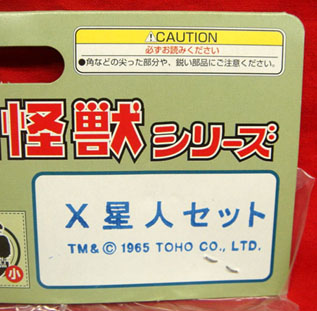 ⚠CAUTION
必ずお読みください
●角などの尖った部分や、鋭い部品にご注意ください。
怪獣シリーズ
X星人セット
TM&©1965 TOHO CO., LTD.
小